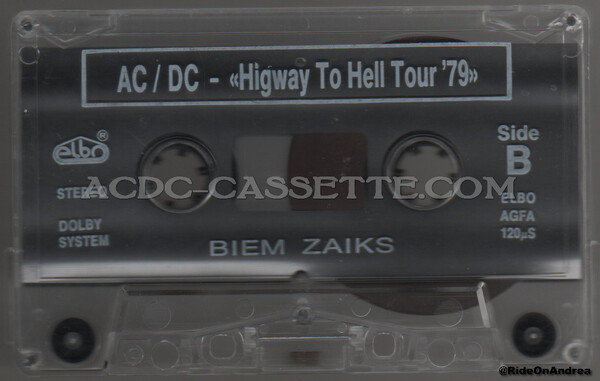 AC / DC - «Higway To Hell Tour '79»
elbo®
Side
B
STEREO
ACDC-CASSETTE.COM
ELBO
AGFA
120µS
DOLBY
SYSTEM
BIEM ZAIKS
@RideOnAndrea